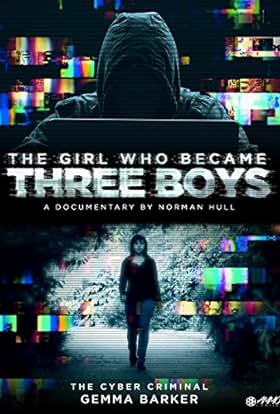 THE GIRL WHO BECAME
THREE BOYS
A DOCUMENTARY BY NORMAN HULL
THE CYBER CRIMINAL
GEMMA BARKER